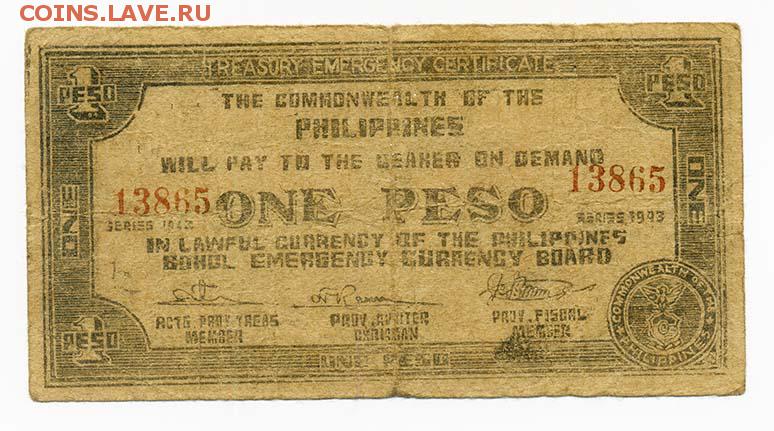 COINS.LAVE.RU
TREASURY EMERGENCY CERTIFICATE
1 PESO
1 PESO
THE COMMONWEALTH OF THE
PHILIPPINES
WILL PAY TO THE BEARER ON DEMAND
13865
13865
ONE
ONE PESO
ONE
SERIES 1943
SERIES 1943
IN LAWFUL CURRENCY OF THE PHILIPPINES
BOHOL EMERGENCY CURRENCY BOARD
ACTG. PROV. TREAS
MEMBER
PROV. AUDITOR
CHAIRMAN
PROV. FISCAL
MEMBER
COMMONWEALTH OF THE
PHILIPPINES
1 PESO
ONE PESO